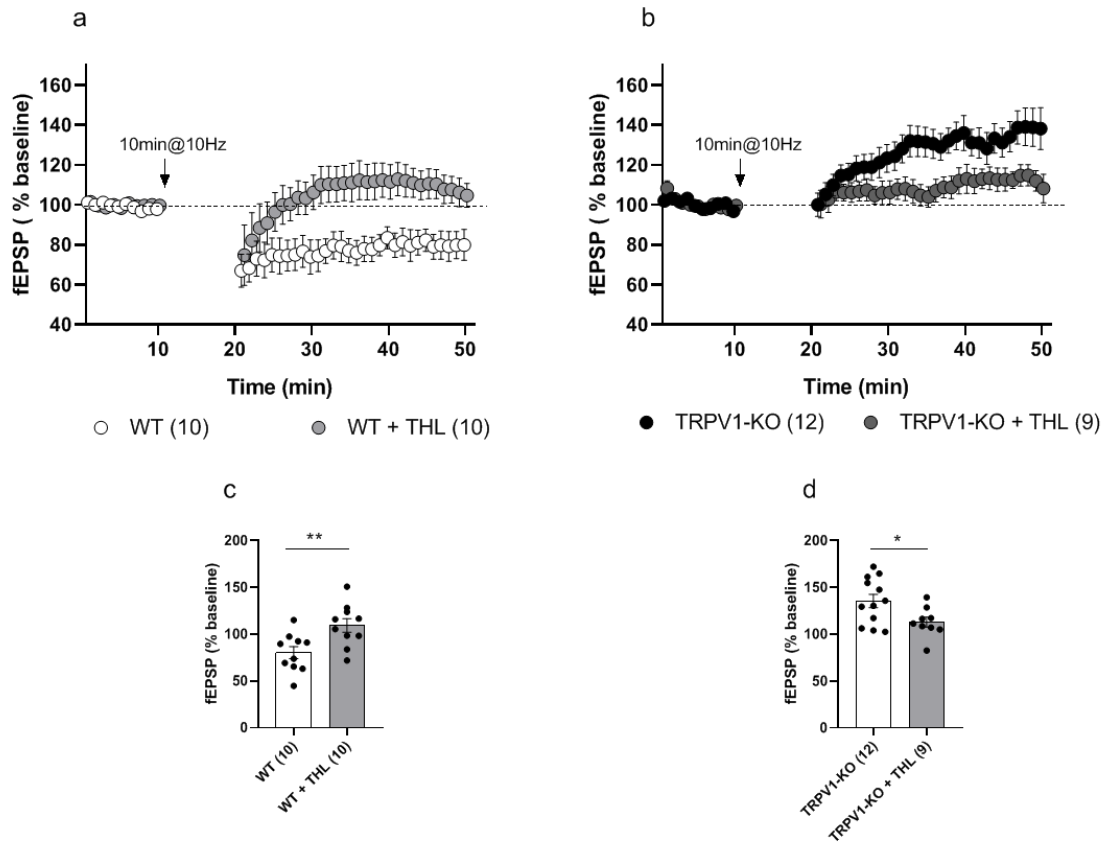 a
b
fEPSP ( % baseline)
160
140
120
100
80
60
40
10min@10Hz
10
20
30
40
50
Time (min)
WT (10)
WT + THL (10)
fEPSP ( % baseline)
160
140
120
100
80
60
40
10min@10Hz
10
20
30
40
50
Time (min)
TRPV1-KO (12)
TRPV1-KO + THL (9)
c
fEPSP (% baseline)
200
150
100
50
0
**
WT (10)
WT + THL (10)
d
fEPSP (% baseline)
200
150
100
50
0
*
TRPV1-KO (12)
TRPV1-KO + THL (9)